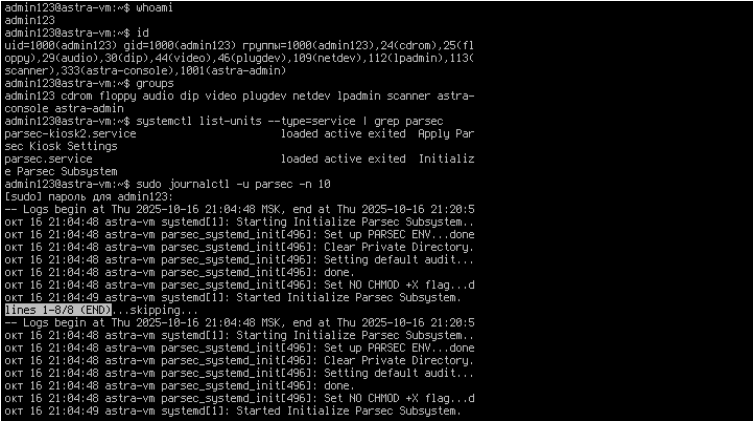 admin123@astra-vm:~$ whoami
admin123
admin123@astra-vm:~$ id
uid=1000(admin123) gid=1000(admin123) группы=1000(admin123),24(cdrom),25(fl
oppy),29(audio),30(dip),44(video),46(plugdev),109(netdev),112(lpadmin),113(
scanner),333(astra-console),1001(astra-admin)
admin123@astra-vm:~$ groups
admin123 cdrom floppy audio dip video plugdev netdev lpadmin scanner astra-
console astra-admin
admin123@astra-vm:~$ systemctl list-units --type=service | grep parsec
parsec-kiosk2.service                  loaded active exited  Apply Par
sec Kiosk Settings
parsec.service                         loaded active exited  Initializ
e Parsec Subsystem
admin123@astra-vm:~$ sudo journalctl -u parsec -n 10
[sudo] пароль для admin123:
-- Logs begin at Thu 2025-10-16 21:04:48 MSK, end at Thu 2025-10-16 21:20:5
окт 16 21:04:48 astra-vm systemd[1]: Starting Initialize Parsec Subsystem..
окт 16 21:04:48 astra-vm parsec_systemd_init[496]: Set up PARSEC ENV...done
окт 16 21:04:48 astra-vm parsec_systemd_init[496]: Clear Private Directory.
окт 16 21:04:48 astra-vm parsec_systemd_init[496]: Setting default audit...
окт 16 21:04:48 astra-vm parsec_systemd_init[496]: done.
окт 16 21:04:48 astra-vm parsec_systemd_init[496]: Set NO CHMOD +X flag...d
окт 16 21:04:49 astra-vm systemd[1]: Started Initialize Parsec Subsystem.
lines 1-8/8 (END)...skipping...
-- Logs begin at Thu 2025-10-16 21:04:48 MSK, end at Thu 2025-10-16 21:20:5
окт 16 21:04:48 astra-vm systemd[1]: Starting Initialize Parsec Subsystem..
окт 16 21:04:48 astra-vm parsec_systemd_init[496]: Set up PARSEC ENV...done
окт 16 21:04:48 astra-vm parsec_systemd_init[496]: Clear Private Directory.
окт 16 21:04:48 astra-vm parsec_systemd_init[496]: Setting default audit...
окт 16 21:04:48 astra-vm parsec_systemd_init[496]: done.
окт 16 21:04:48 astra-vm parsec_systemd_init[496]: Set NO CHMOD +X flag...d
окт 16 21:04:49 astra-vm systemd[1]: Started Initialize Parsec Subsystem.